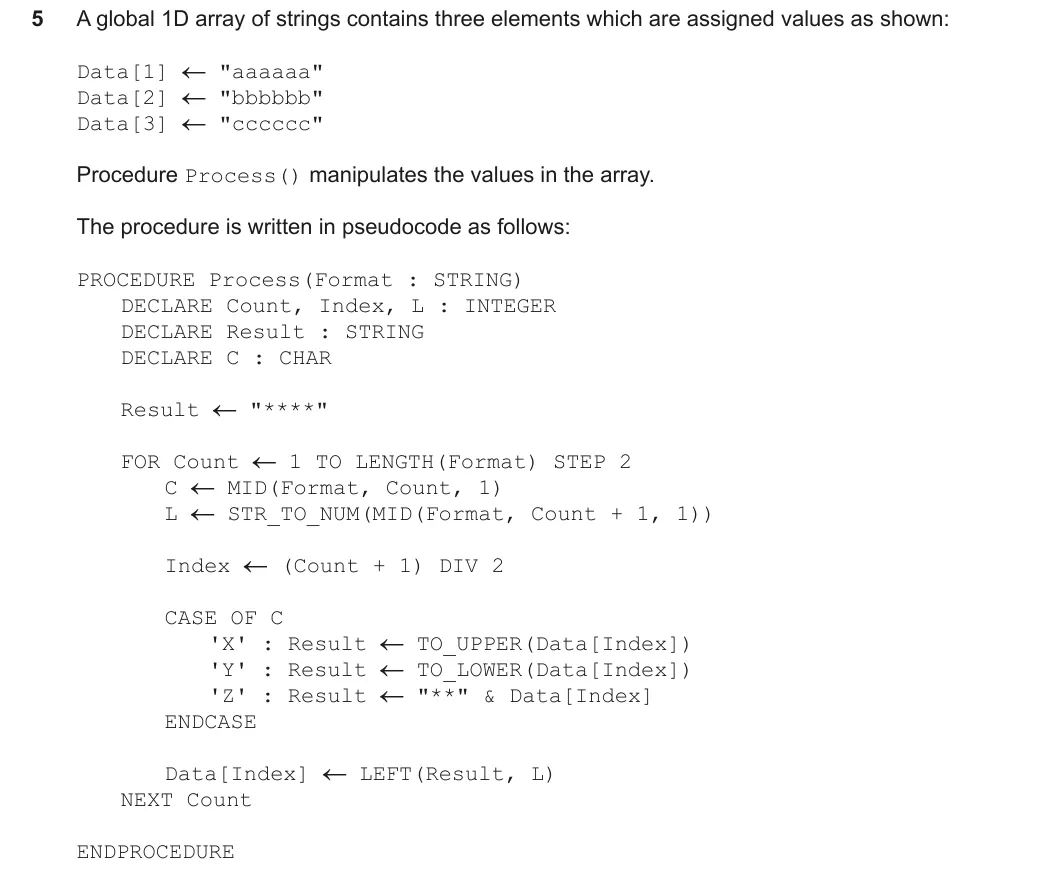 5 A global 1D array of strings contains three elements which are assigned values as shown:
Data[1] ← "aaaaaa"
Data[2] ← "bbbbbb"
Data[3] ← "cccccc"
Procedure Process() manipulates the values in the array.
The procedure is written in pseudocode as follows:
PROCEDURE Process(Format : STRING)
DECLARE Count, Index, L : INTEGER
DECLARE Result : STRING
DECLARE C : CHAR
Result ← "****"
FOR Count ← 1 TO LENGTH(Format) STEP 2
C ← MID(Format, Count, 1)
L ← STR_TO_NUM(MID(Format, Count + 1, 1))
Index ← (Count + 1) DIV 2
CASE OF C
'X' : Result ← TO_UPPER(Data[Index])
'Y' : Result ← TO_LOWER(Data[Index])
'Z' : Result ← "**" & Data[Index]
ENDCASE
Data[Index] ← LEFT(Result, L)
NEXT Count
ENDPROCEDURE